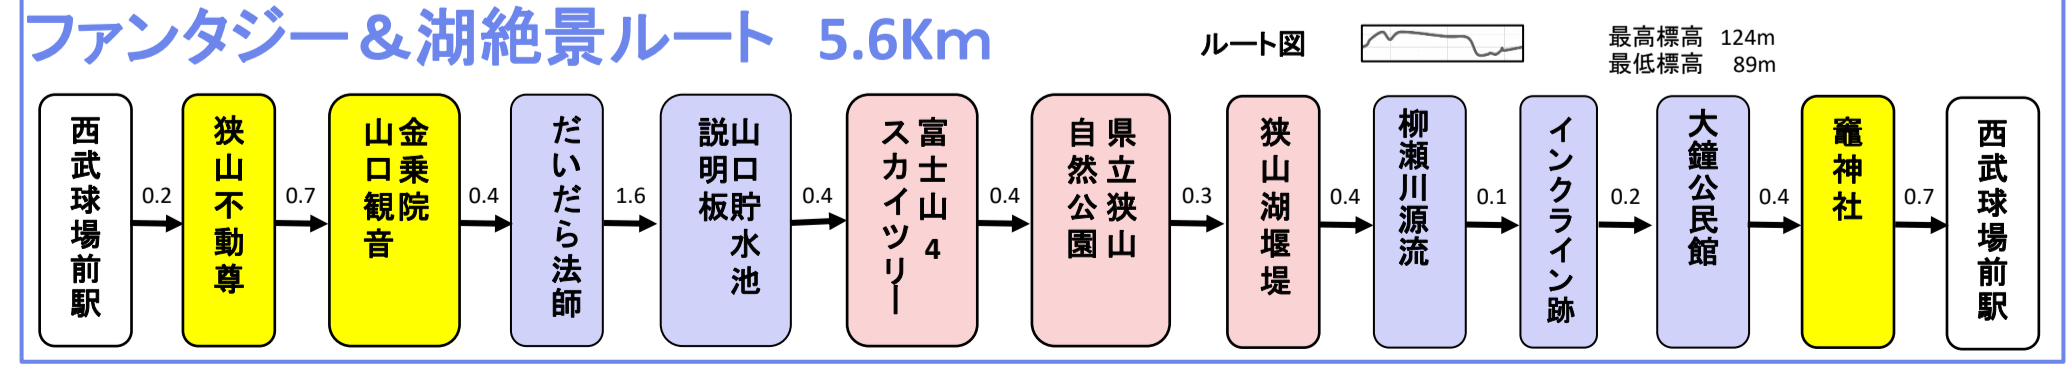 ファンタジー＆湖絶景ルート 5.6Km
ルート図
最高標高 124m
最低標高 89m
西武球場前駅
0.2
狭山不動尊
0.7
金乗院
山口観音
0.4
だいだら法師
1.6
山口貯水池
説明板
0.4
富士山4
スカイツリー
0.4
県立狭山
自然公園
0.3
狭山湖堰堤
0.4
柳瀬川源流
0.1
インクライン跡
0.2
大鐘公民館
0.4
竈神社
0.7
西武球場前駅